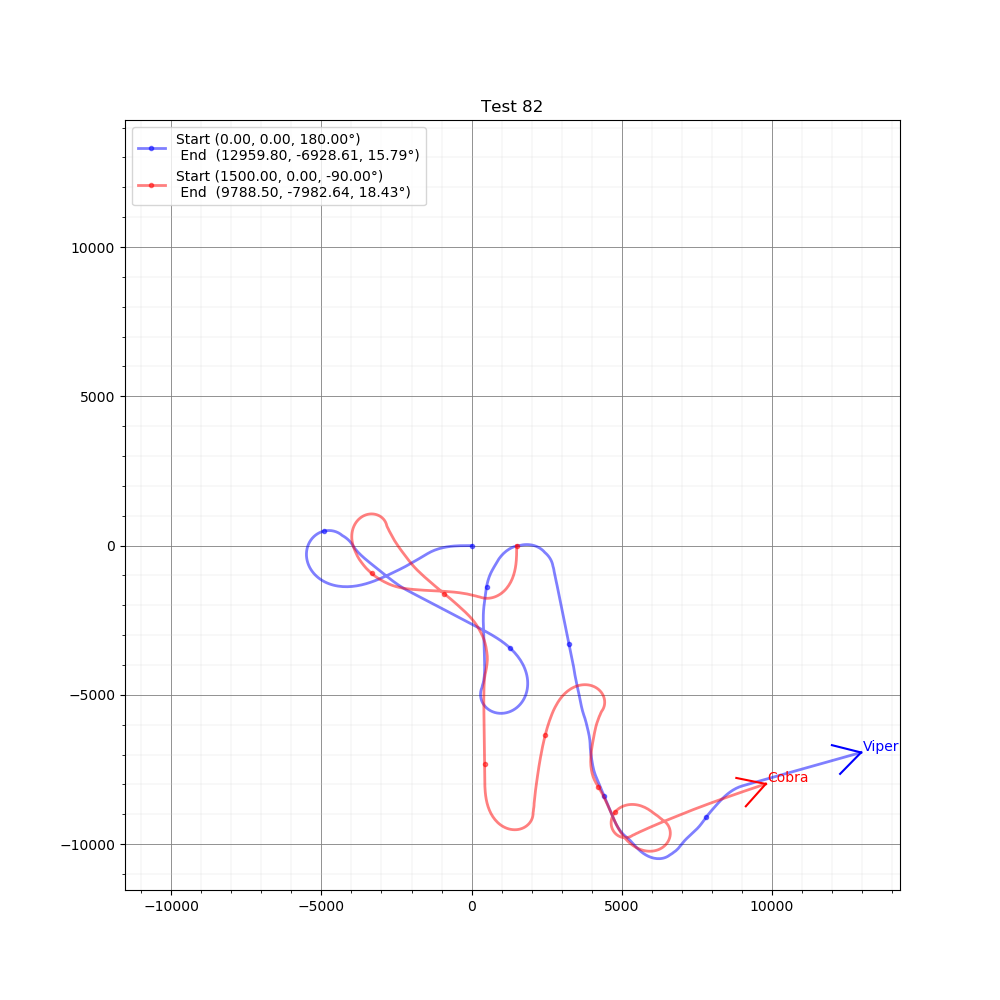 Test 82
Start (0.00, 0.00, 180.00°)
End  (12959.80, -6928.61, 15.79°)
Start (1500.00, 0.00, -90.00°)
End  (9788.50, -7982.64, 18.43°)
10000
5000
0
−5000
−10000
Viper
Cobra
−10000
−5000
0
5000
10000